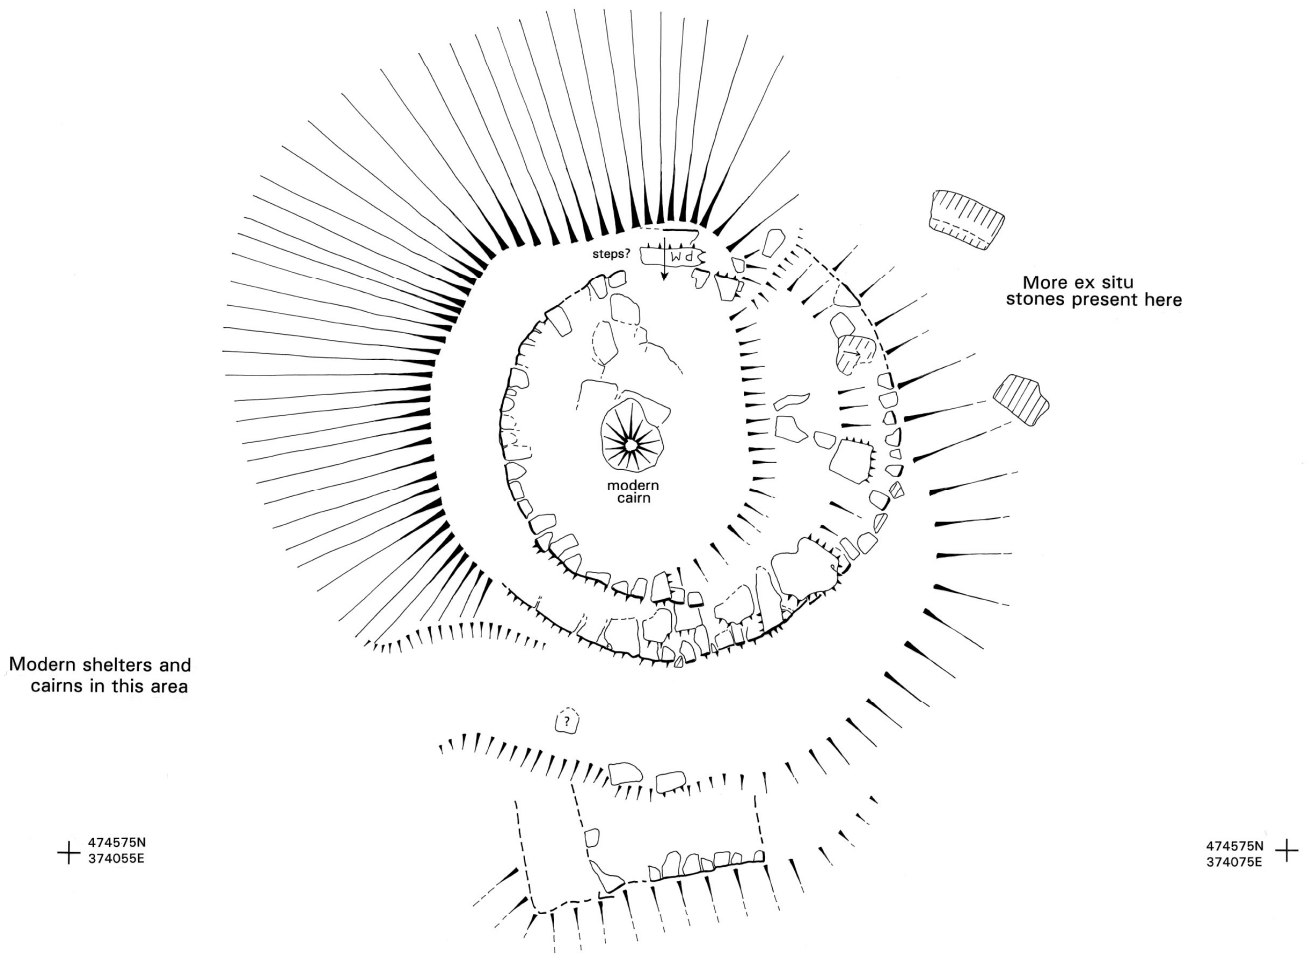 steps?
PM
More ex situ
stones present here
modern
cairn
Modern shelters and
cairns in this area
?
474575N
374055E
474575N
374075E